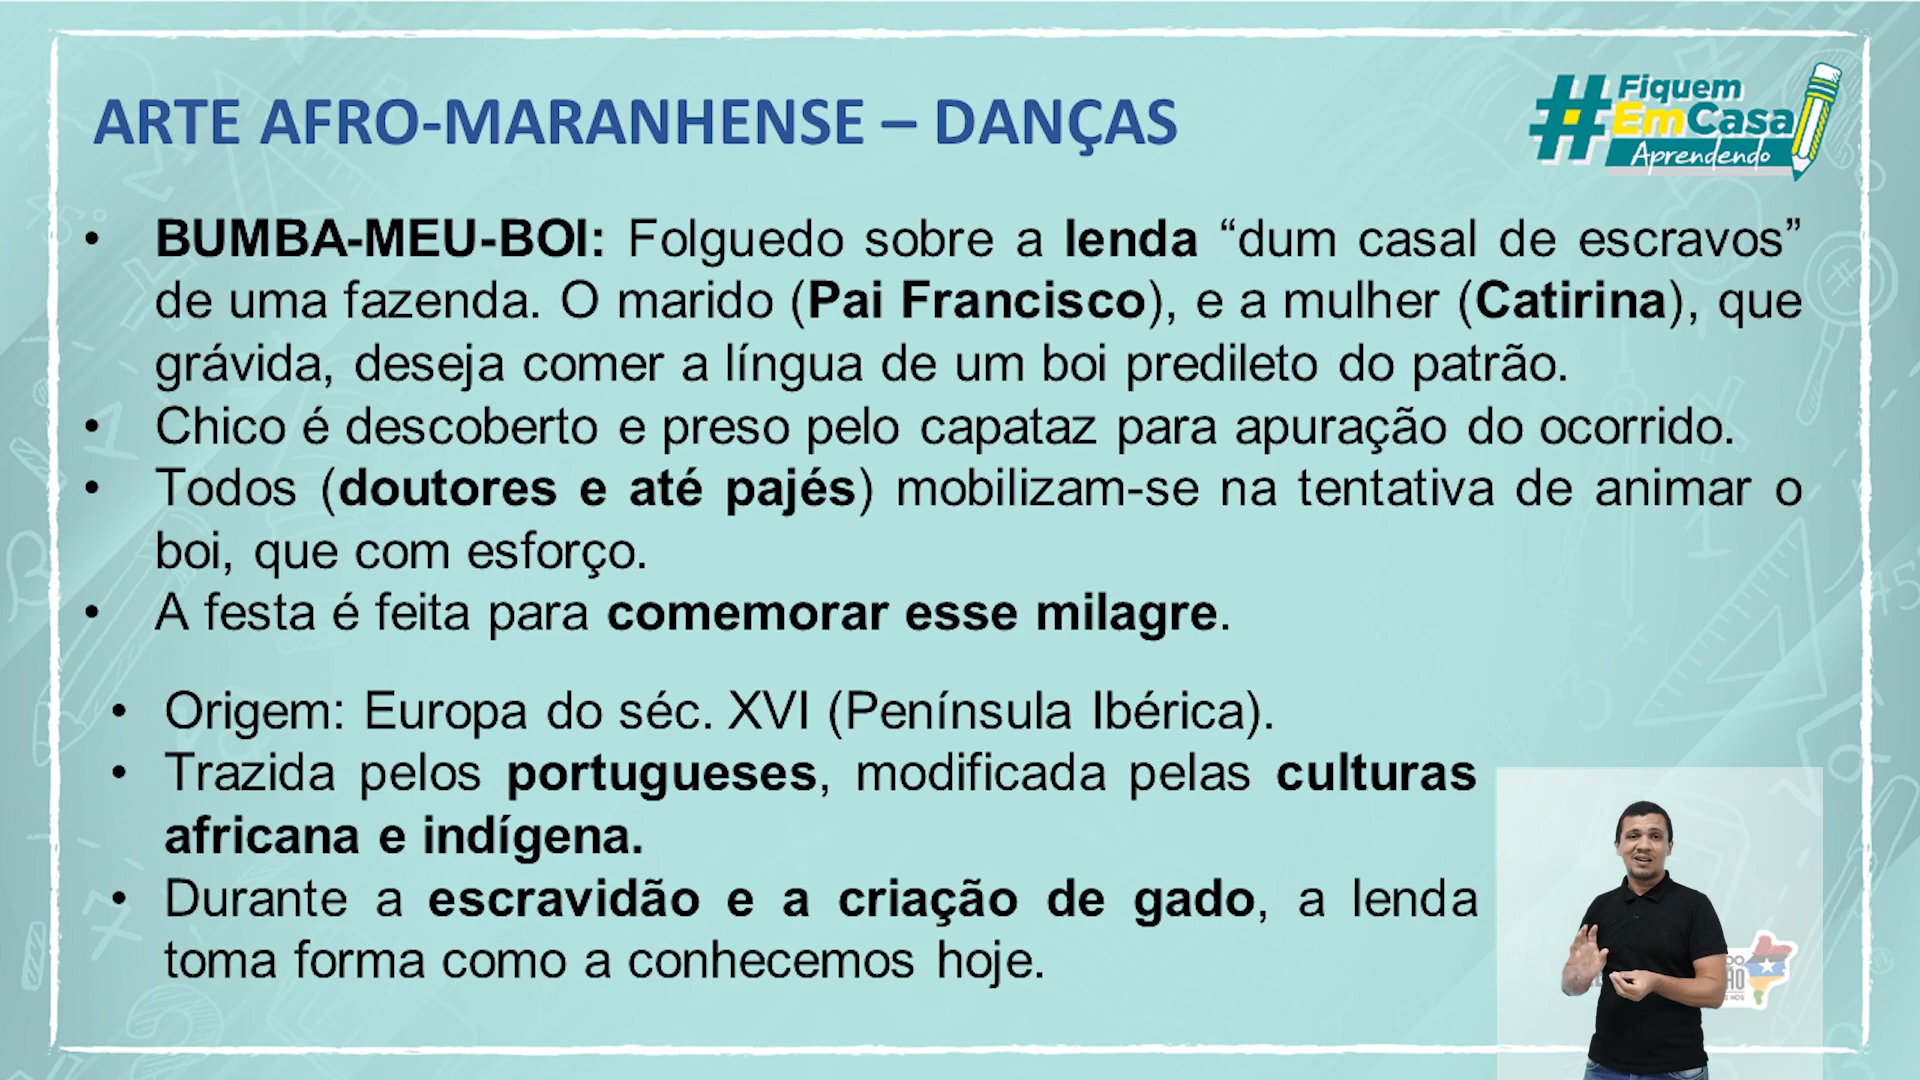 ARTE AFRO-MARANHENSE – DANÇAS
#Fiquem
EmCasa
Aprendendo
• BUMBA-MEU-BOI: Folguedo sobre a lenda “dum casal de escravos”
de uma fazenda. O marido (Pai Francisco), e a mulher (Catirina), que
grávida, deseja comer a língua de um boi predileto do patrão.
• Chico é descoberto e preso pelo capataz para apuração do ocorrido.
• Todos (doutores e até pajés) mobilizam-se na tentativa de animar o
boi, que com esforço.
• A festa é feita para comemorar esse milagre.
• Origem: Europa do séc. XVI (Península Ibérica).
• Trazida pelos portugueses, modificada pelas culturas
africana e indígena.
• Durante a escravidão e a criação de gado, a lenda
toma forma como a conhecemos hoje.